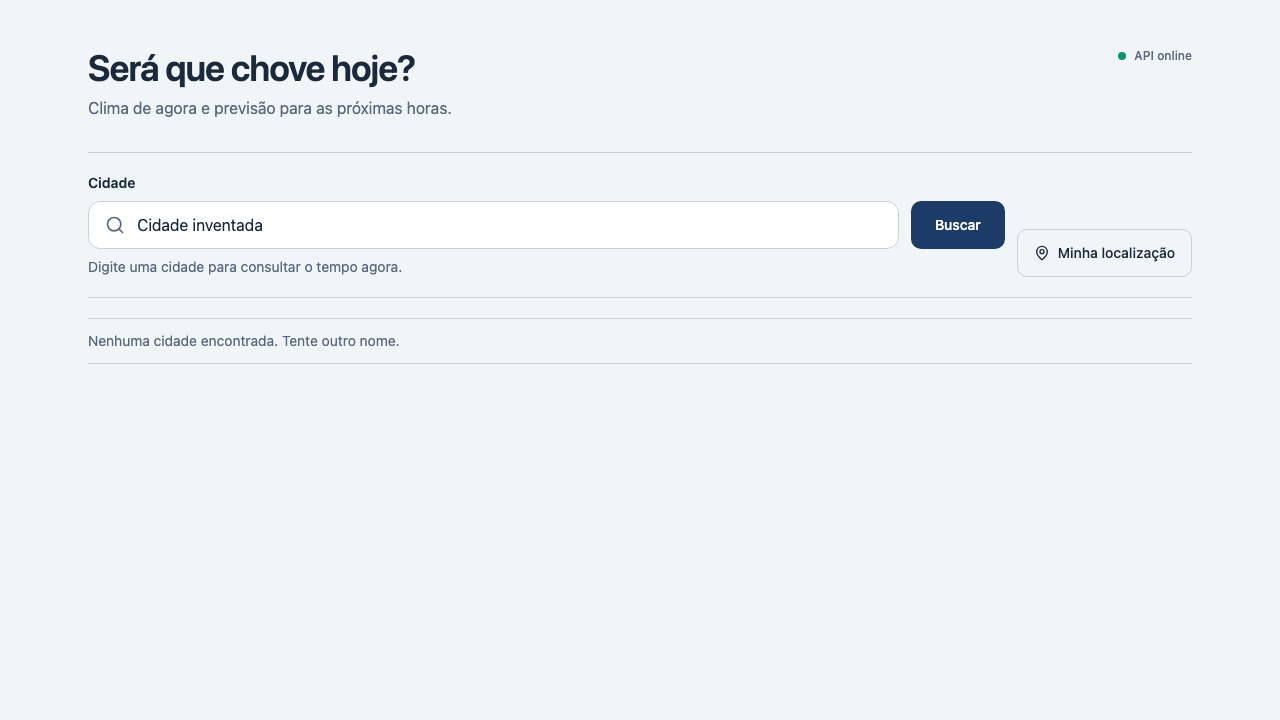 Será que chove hoje?
API online
Clima de agora e previsão para as próximas horas.
Cidade
Cidade inventada
Buscar
Minha localização
Digite uma cidade para consultar o tempo agora.
Nenhuma cidade encontrada. Tente outro nome.